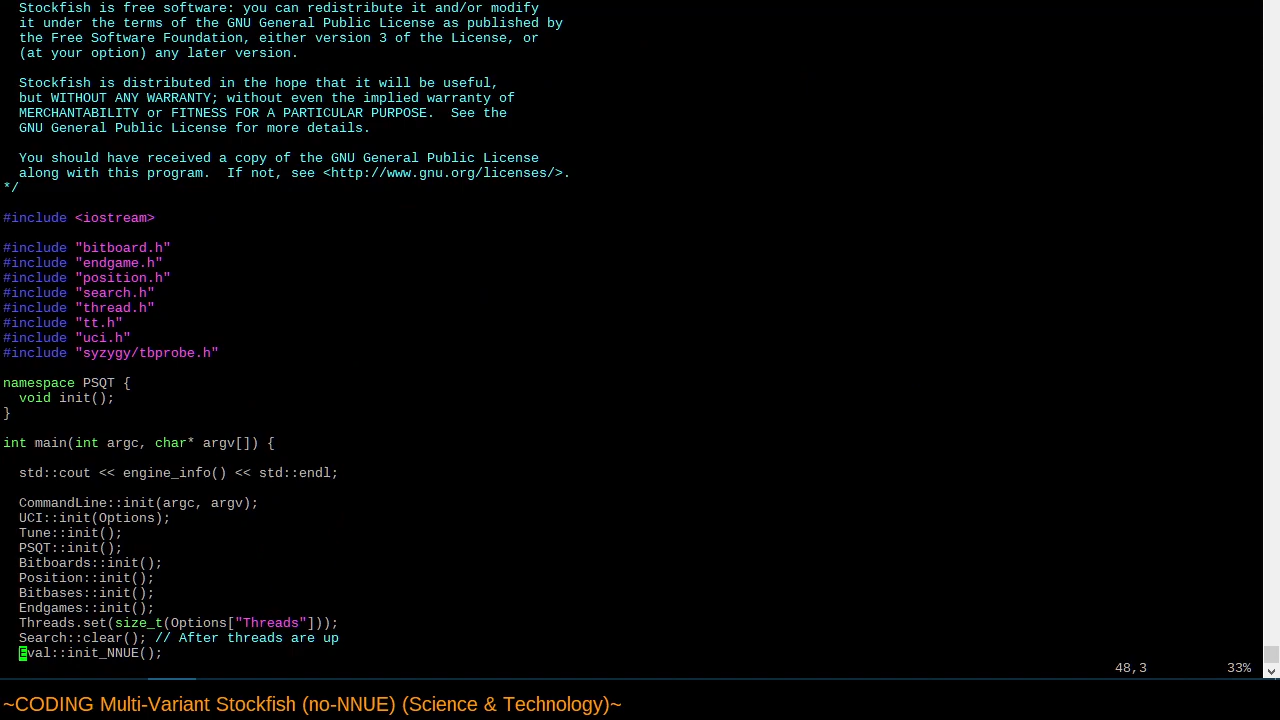 Stockfish is free software: you can redistribute it and/or modify
it under the terms of the GNU General Public License as published by
the Free Software Foundation, either version 3 of the License, or
(at your option) any later version.
Stockfish is distributed in the hope that it will be useful,
but WITHOUT ANY WARRANTY; without even the implied warranty of
MERCHANTABILITY or FITNESS FOR A PARTICULAR PURPOSE.  See the
GNU General Public License for more details.
You should have received a copy of the GNU General Public License
along with this program.  If not, see <http://www.gnu.org/licenses/>.
*/
#include <iostream>
#include "bitboard.h"
#include "endgame.h"
#include "position.h"
#include "search.h"
#include "thread.h"
#include "tt.h"
#include "uci.h"
#include "syzygy/tbprobe.h"
namespace PSQT {
void init();
}
int main(int argc, char* argv[]) {
std::cout << engine_info() << std::endl;
CommandLine::init(argc, argv);
UCI::init(Options);
Tune::init();
PSQT::init();
Bitboards::init();
Position::init();
Bitbases::init();
Endgames::init();
Threads.set(size_t(Options["Threads"]));
Search::clear(); // After threads are up
Eval::init_NNUE();
48,3 33%
~CODING Multi-Variant Stockfish (no-NNUE) (Science & Technology)~